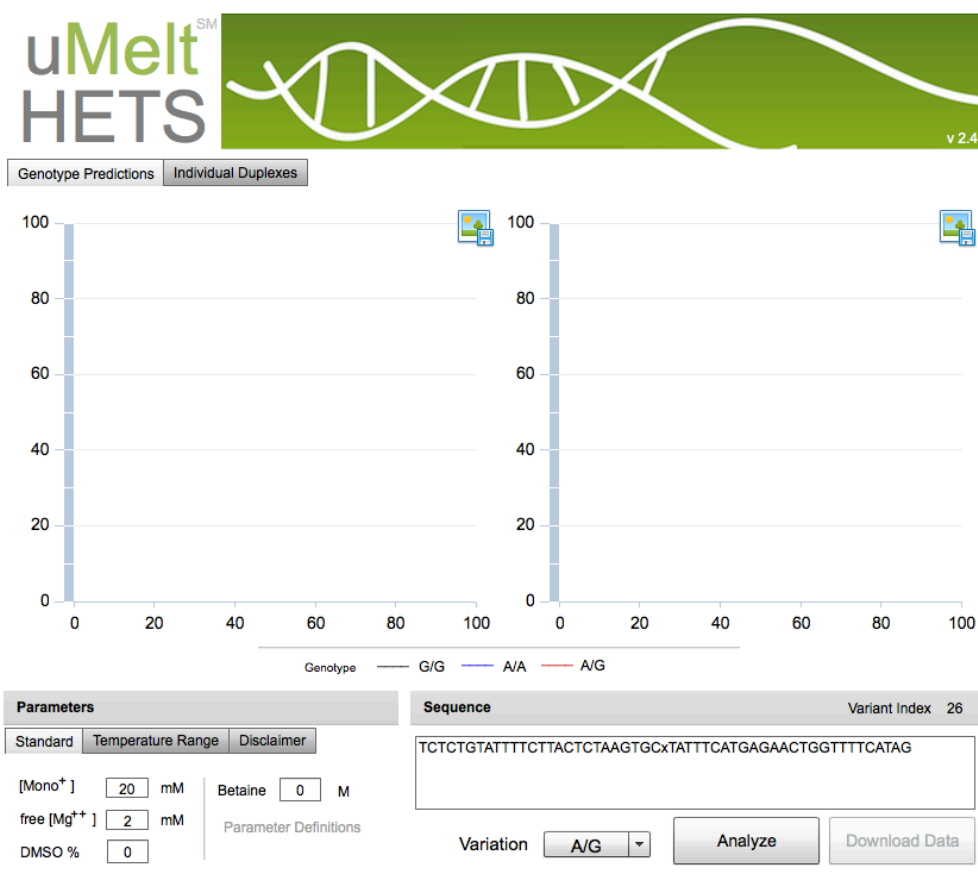 uMelt SM
HETS
v 2.4
Genotype Predictions Individual Duplexes
100 100
80 80
60 60
40 40
20 20
0 0
0 20 40 60 80 100 0 20 40 60 80 100
Genotype G/G A/A A/G
Parameters Sequence Variant Index 26
Standard Temperature Range Disclaimer
TCTCTGTATTTTCTTACTCTAAGTGCxTATTTCATGAGAACTGGTTTTCATAG
[Mono+ ] 20 mM Betaine 0 M
free [Mg++ ] 2 mM Parameter Definitions
DMSO % 0
Variation A/G Analyze Download Data